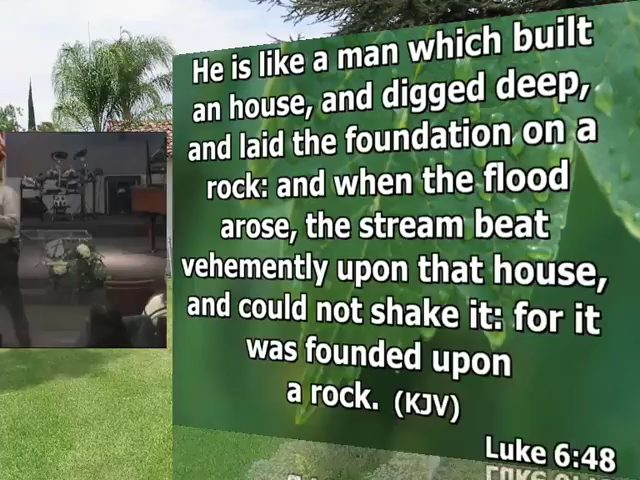 He is like a man which built
an house, and digged deep,
and laid the foundation on a
rock: and when the flood
arose, the stream beat
vehemently upon that house,
and could not shake it: for it
was founded upon
a rock. (KJV)
Luke 6:48